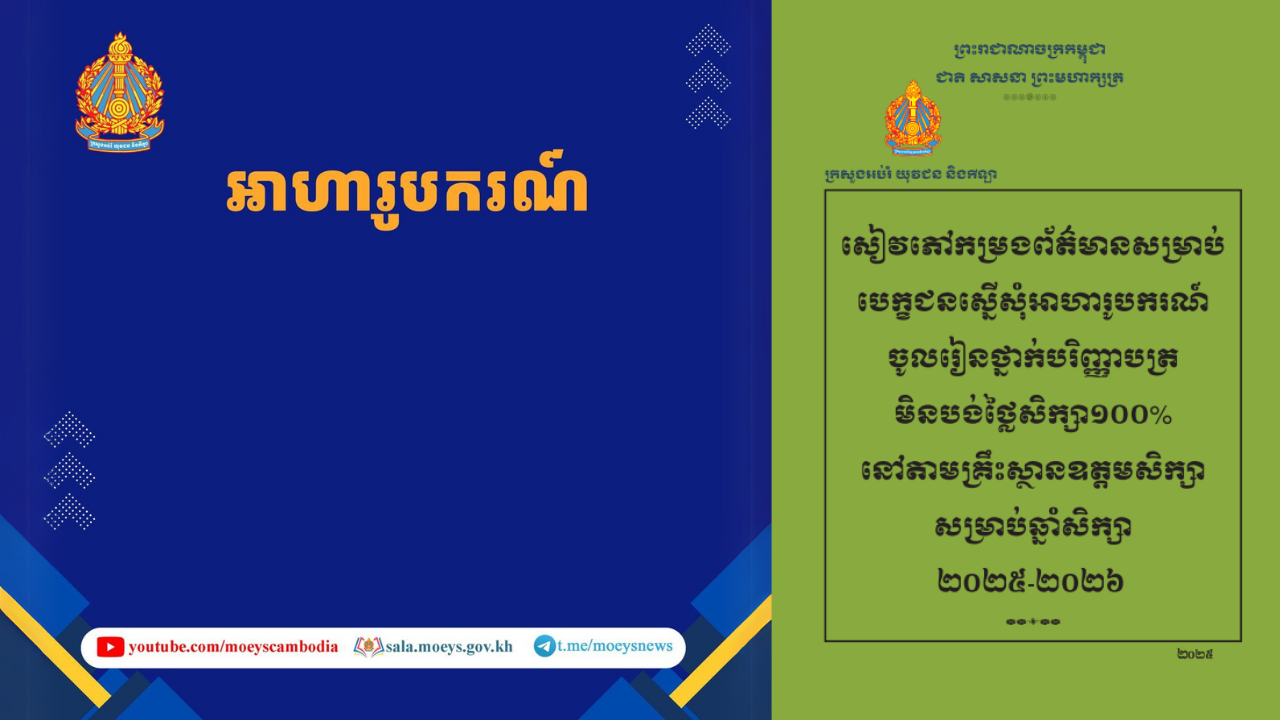 អាហារូបករណ៍
youtube.com/moeyscambodia
sala.moeys.gov.kh
t.me/moeysnews
ព្រះរាជាណាចក្រកម្ពុជា
ជាតិ សាសនា ព្រះមហាក្សត្រ
ក្រសួងអប់រំ យុវជន និងកីឡា
សៀវភៅកម្រងព័ត៌មានសម្រាប់
បេក្ខជនស្នើសុំអាហារូបករណ៍
ចូលរៀនថ្នាក់បរិញ្ញាបត្រ
មិនបង់ថ្លៃសិក្សា១០០%
នៅតាមគ្រឹះស្ថានឧត្តមសិក្សា
សម្រាប់ឆ្នាំសិក្សា
២០២៥-២០២៦
២០២៥